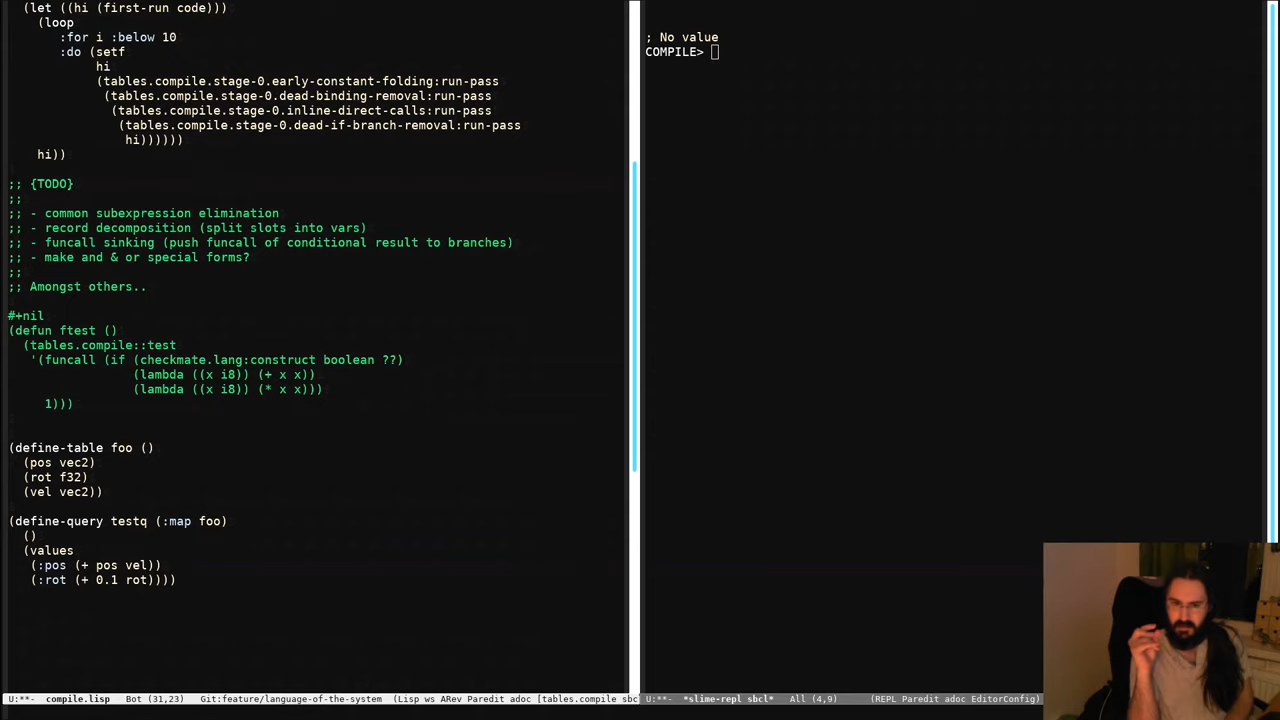 (let ((hi (first-run code)))
(loop
:for i :below 10
:do (setf
hi
(tables.compile.stage-0.early-constant-folding:run-pass
(tables.compile.stage-0.dead-binding-removal:run-pass
(tables.compile.stage-0.inline-direct-calls:run-pass
(tables.compile.stage-0.dead-if-branch-removal:run-pass
hi))))))
hi))
;; {TODO}
;;
;; - common subexpression elimination
;; - record decomposition (split slots into vars)
;; - funcall sinking (push funcall of conditional result to branches)
;; - make and & or special forms?
;;
;; Amongst others..
#+nil
(defun ftest ()
(tables.compile::test
'(funcall (if (checkmate.lang:construct boolean ??)
(lambda ((x i8)) (+ x x))
(lambda ((x i8)) (* x x)))
1)))
(define-table foo ()
(pos vec2)
(rot f32)
(vel vec2))
(define-query testq (:map foo)
()
(values
(:pos (+ pos vel))
(:rot (+ 0.1 rot))))
U:**-  compile.lisp   Bot (31,23)   Git:feature/language-of-the-system  (Lisp ws ARev Paredit adoc [tables.compile sbc
; No value
COMPILE>
U:**-  *slime-repl sbcl*   All (4,9)   (REPL Paredit adoc EditorConfig)